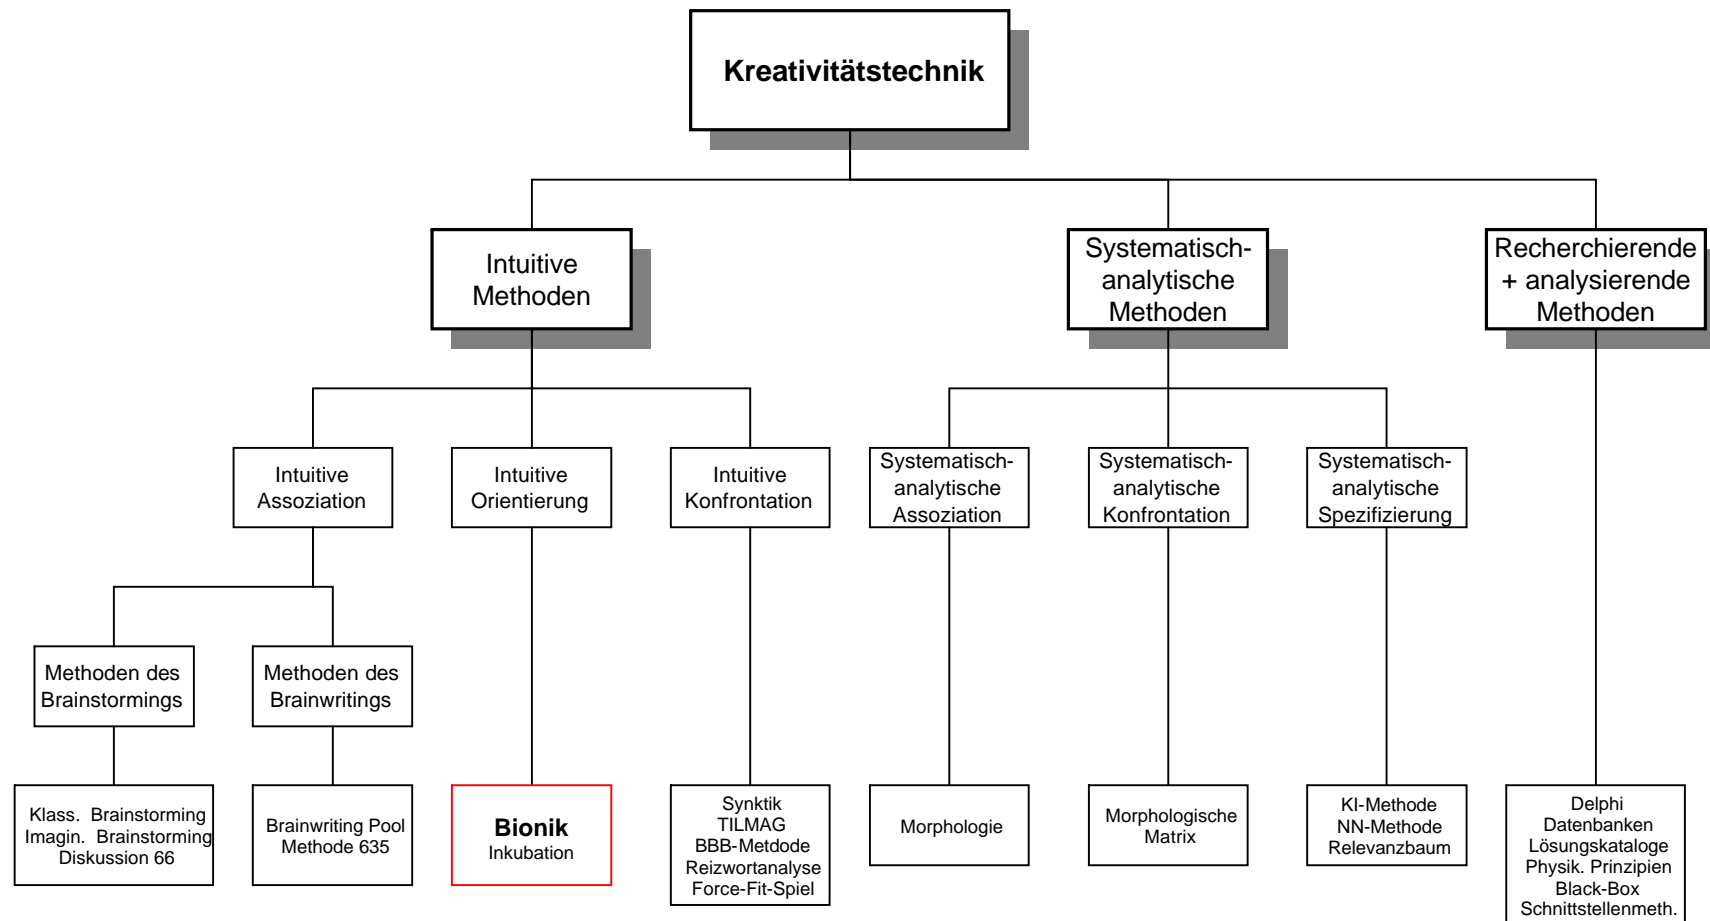 Kreativitätstechnik
Intuitive
Methoden
Systematisch-
analytische
Methoden
Recherchierende
+ analysierende
Methoden
Intuitive
Assoziation
Intuitive
Orientierung
Intuitive
Konfrontation
Systematisch-
analytische
Assoziation
Systematisch-
analytische
Konfrontation
Systematisch-
analytische
Spezifizierung
Methoden des
Brainstormings
Methoden des
Brainwritings
Klass. Brainstorming
Imagin. Brainstorming
Diskussion 66
Brainwriting Pool
Methode 635
Bionik
Inkubation
Synktik
TILMAG
BBB-Metdode
Reizwortanalyse
Force-Fit-Spiel
Morphologie
Morphologische
Matrix
KI-Methode
NN-Methode
Relevanzbaum
Delphi
Datenbanken
Lösungskataloge
Physik. Prinzipien
Black-Box
Schnittstellenmeth.